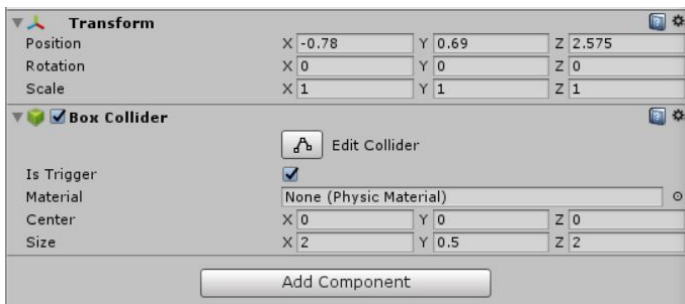 Transform
Position X -0.78 Y 0.69 Z 2.575
Rotation X 0 Y 0 Z 0
Scale X 1 Y 1 Z 1
Box Collider
Edit Collider
Is Trigger
Material None (Physic Material)
Center X 0 Y 0 Z 0
Size X 2 Y 0.5 Z 2
Add Component